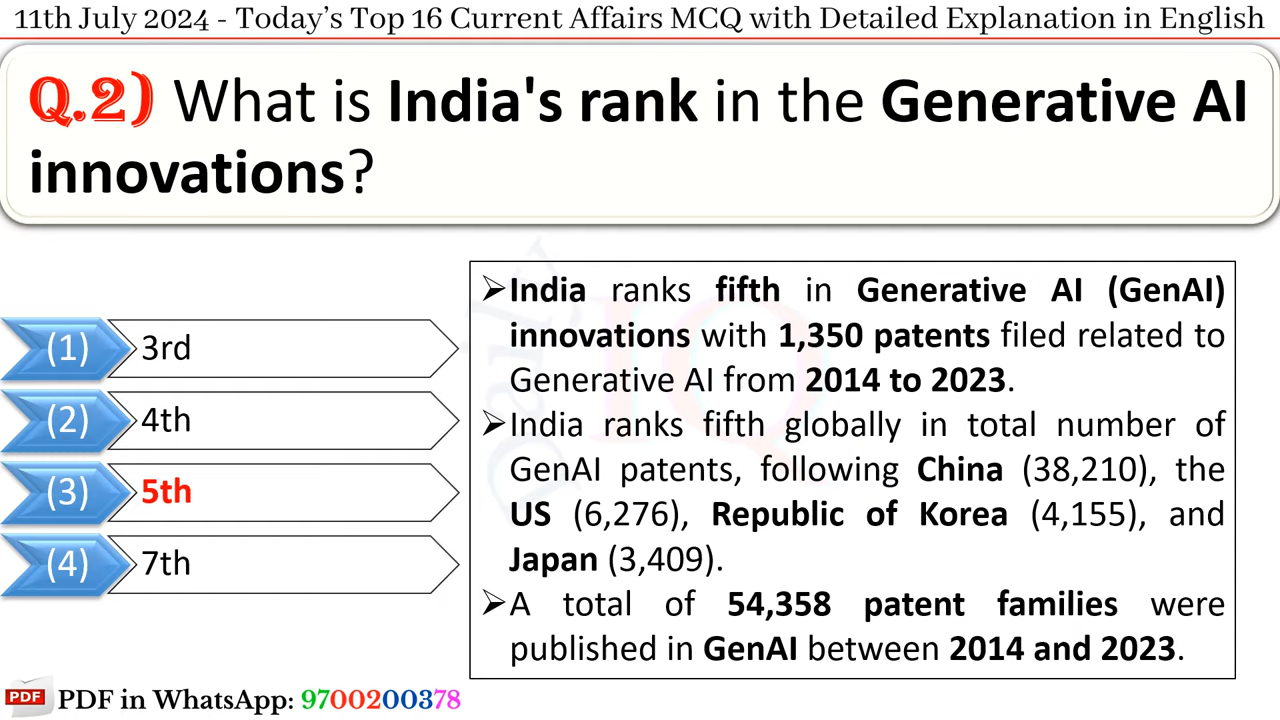 11th July 2024 - Today’s Top 16 Current Affairs MCQ with Detailed Explanation in English
Q.2) What is India's rank in the Generative AI
innovations?
(1) 3rd
(2) 4th
(3) 5th
(4) 7th
➢India ranks fifth in Generative AI (GenAI)
innovations with 1,350 patents filed related to
Generative AI from 2014 to 2023.
➢India ranks fifth globally in total number of
GenAI patents, following China (38,210), the
US (6,276), Republic of Korea (4,155), and
Japan (3,409).
➢A total of 54,358 patent families were
published in GenAI between 2014 and 2023.
Daily IQ
PDF PDF in WhatsApp: 9700200378